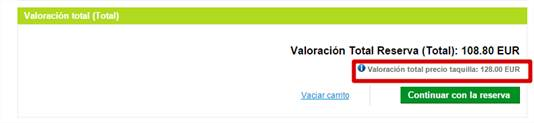 Valoración total (Total)
Valoración Total Reserva (Total): 108.80 EUR
Valoración total precio taquilla: 128.00 EUR
Vaciar carrito
Continuar con la reserva